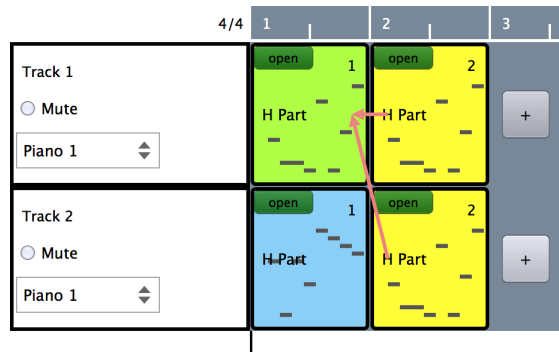 4/4 1 2 3
Track 1
Mute
Piano 1
open 1
H Part
open 2
H Part
+
Track 2
Mute
Piano 1
open 1
H Part
open 2
H Part
+